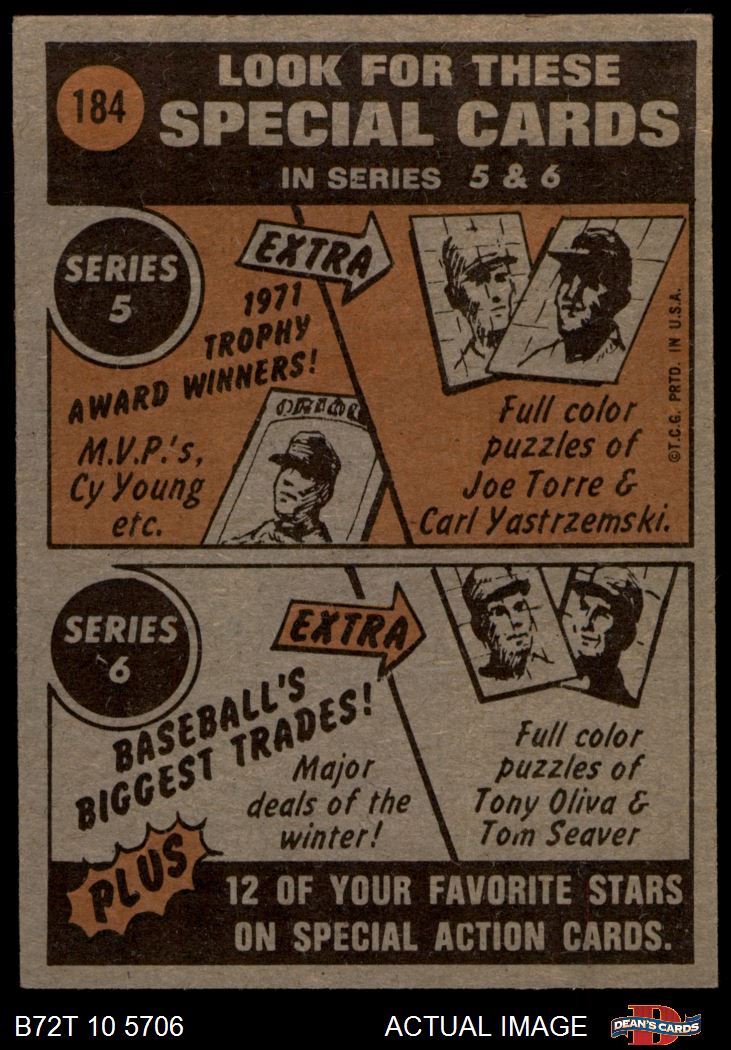 184
LOOK FOR THESE
SPECIAL CARDS
IN SERIES 5 & 6
SERIES
5
EXTRA
1971
TROPHY
AWARD WINNERS!
M.V.P.'s,
Cy Young
etc.
Full color
puzzles of
Joe Torre &
Carl Yastrzemski.
©T.C.G. PRTD. IN U.S.A.
SERIES
6
EXTRA
BASEBALL'S
BIGGEST TRADES!
Major
deals of the
winter!
Full color
puzzles of
Tony Oliva &
Tom Seaver
PLUS
12 OF YOUR FAVORITE STARS
ON SPECIAL ACTION CARDS.
B72T 10 5706
ACTUAL IMAGE
DEAN'S CARDS